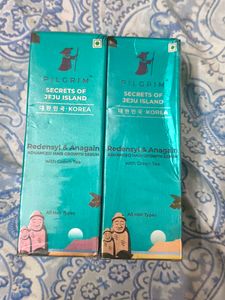 PILGRIM
SECRETS OF
JEJU ISLAND
대한민국·KOREA
Redensyl & Anagain
ADVANCED HAIR GROWTH SERUM
with Green Tea
All Hair Types
PILGRIM
SECRETS OF
JEJU ISLAND
대한민국·KOREA
Redensyl & Anagain
ADVANCED HAIR GROWTH SERUM
with Green Tea
All Hair Types